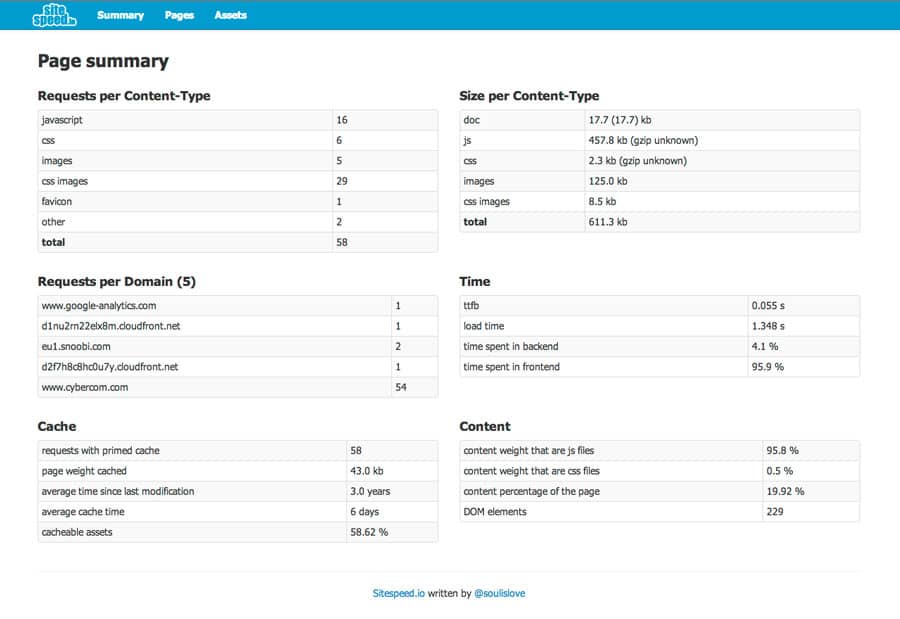 site speed.io Summary Pages Assets
Page summary
Requests per Content-Type
javascript 16
css 6
images 5
css images 29
favicon 1
other 2
total 58
Size per Content-Type
doc 17.7 (17.7) kb
js 457.8 kb (gzip unknown)
css 2.3 kb (gzip unknown)
images 125.0 kb
css images 8.5 kb
total 611.3 kb
Requests per Domain (5)
www.google-analytics.com 1
d1nu2rn22elx8m.cloudfront.net 1
eu1.snoobi.com 2
d2f7h8c8hc0u7y.cloudfront.net 1
www.cybercom.com 54
Time
ttfb 0.055 s
load time 1.348 s
time spent in backend 4.1 %
time spent in frontend 95.9 %
Cache
requests with primed cache 58
page weight cached 43.0 kb
average time since last modification 3.0 years
average cache time 6 days
cacheable assets 58.62 %
Content
content weight that are js files 95.8 %
content weight that are css files 0.5 %
content percentage of the page 19.92 %
DOM elements 229
Sitespeed.io written by @soulislove